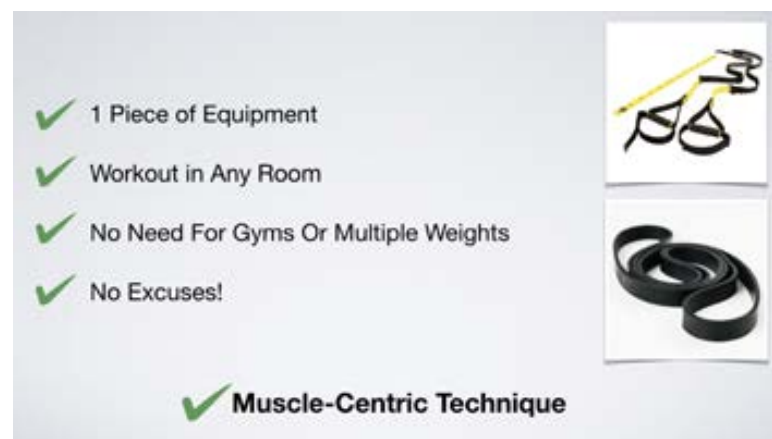 1 Piece of Equipment
Workout in Any Room
No Need For Gyms Or Multiple Weights
No Excuses!
Muscle-Centric Technique